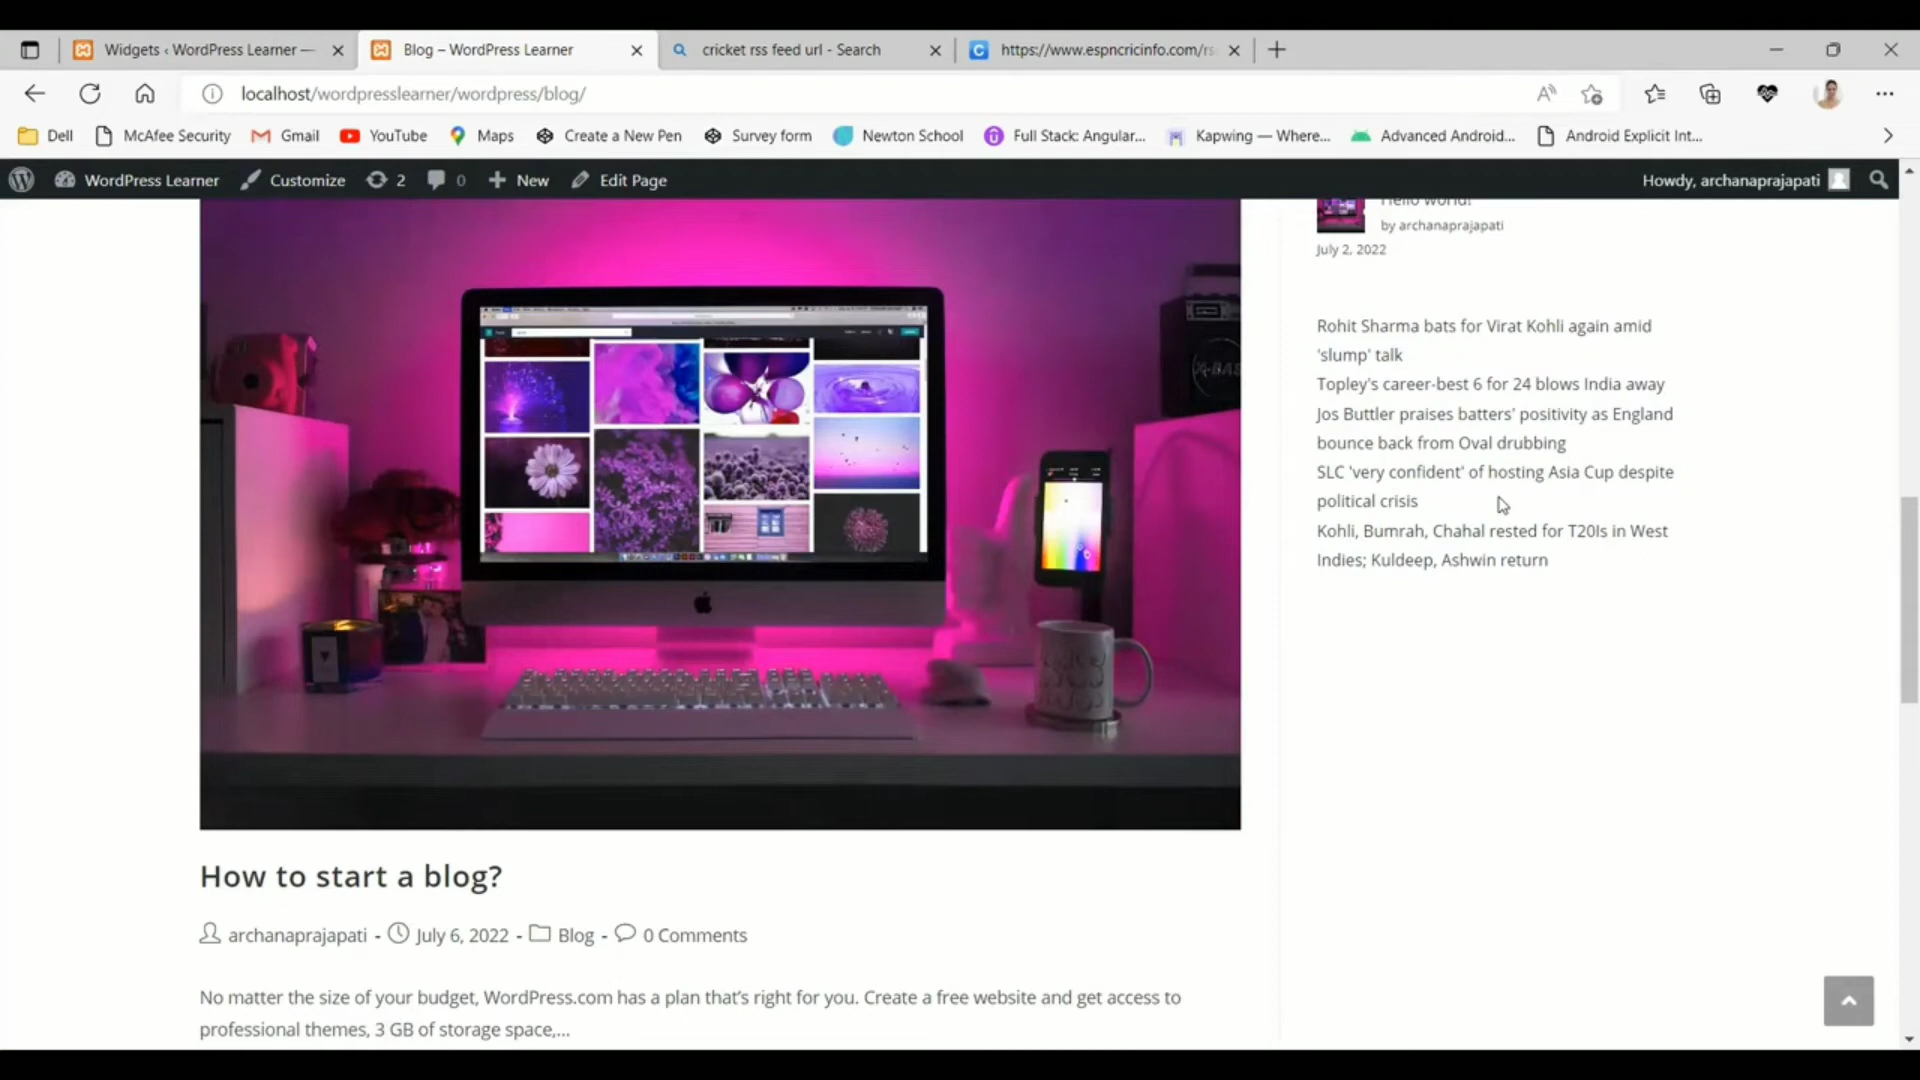 Widgets ‹ WordPress Learner —
Blog – WordPress Learner
cricket rss feed url - Search
https://www.espncricinfo.com/rs
localhost/wordpresslearner/wordpress/blog/
Dell
McAfee Security
Gmail
YouTube
Maps
Create a New Pen
Survey form
Newton School
Full Stack: Angular...
Kapwing — Where...
Advanced Android...
Android Explicit Int...
WordPress Learner
Customize
2
0
New
Edit Page
Howdy, archanaprajapati
Hello world!
by archanaprajapati
July 2, 2022
Rohit Sharma bats for Virat Kohli again amid
'slump' talk
Topley's career-best 6 for 24 blows India away
Jos Buttler praises batters' positivity as England
bounce back from Oval drubbing
SLC 'very confident' of hosting Asia Cup despite
political crisis
Kohli, Bumrah, Chahal rested for T20Is in West
Indies; Kuldeep, Ashwin return
How to start a blog?
archanaprajapati - July 6, 2022 - Blog - 0 Comments
No matter the size of your budget, WordPress.com has a plan that's right for you. Create a free website and get access to
professional themes, 3 GB of storage space,...